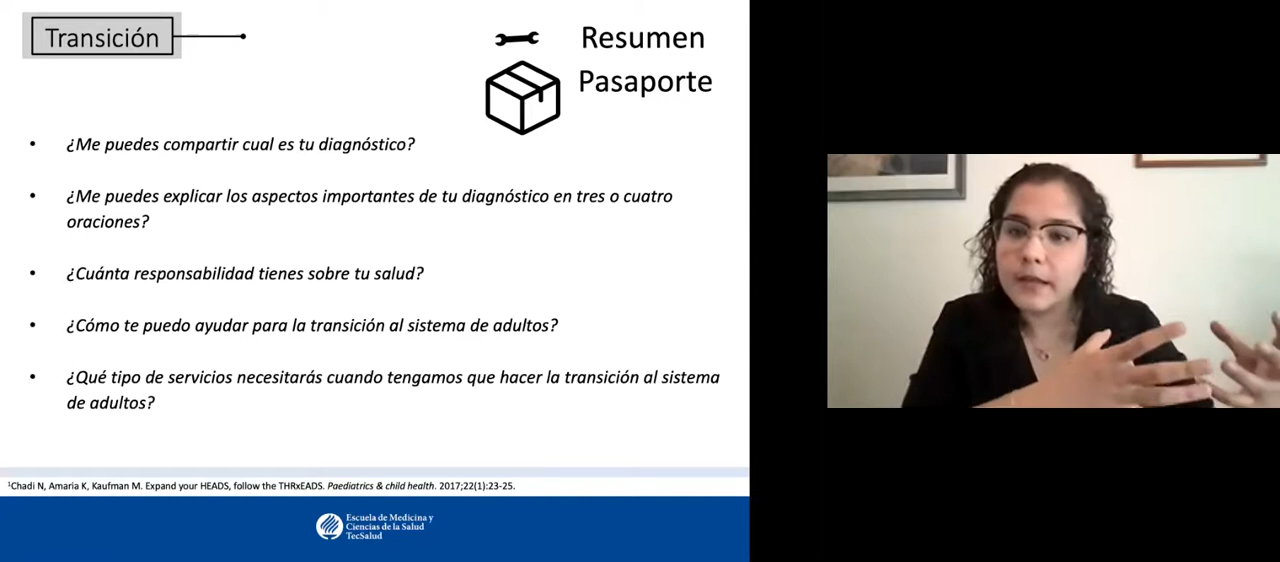 Transición
Resumen
Pasaporte
• ¿Me puedes compartir cual es tu diagnóstico?
• ¿Me puedes explicar los aspectos importantes de tu diagnóstico en tres o cuatro
oraciones?
• ¿Cuánta responsabilidad tienes sobre tu salud?
• ¿Cómo te puedo ayudar para la transición al sistema de adultos?
• ¿Qué tipo de servicios necesitarás cuando tengamos que hacer la transición al sistema
de adultos?
¹Chadi N, Amaria K, Kaufman M. Expand your HEADS, follow the THRxEADS. Paediatrics & child health. 2017;22(1):23-25.
Escuela de Medicina y
Ciencias de la Salud
TecSalud